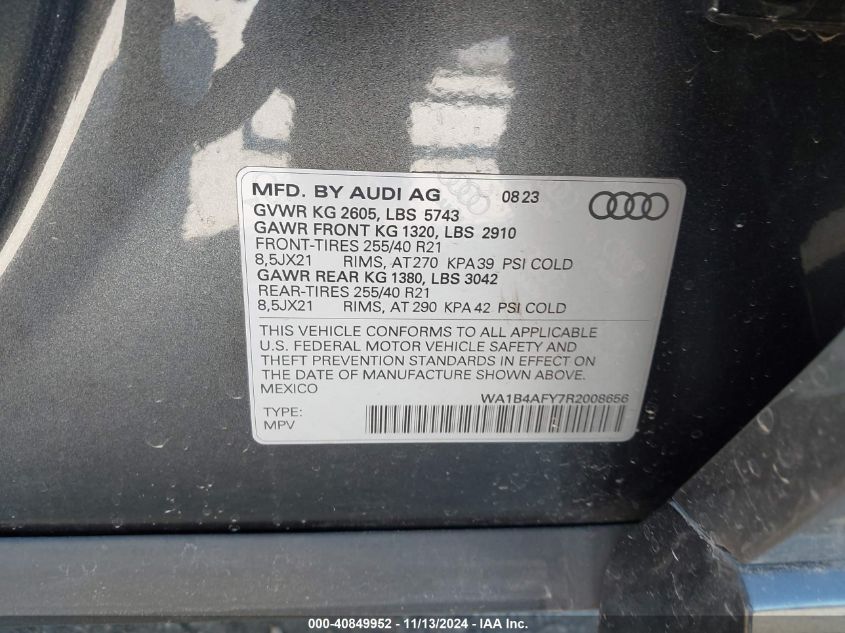 MFD. BY AUDI AG 0823
GVWR KG 2605, LBS 5743
GAWR FRONT KG 1320, LBS 2910
FRONT-TIRES 255/40 R21
8,5JX21 RIMS, AT 270 KPA 39 PSI COLD
GAWR REAR KG 1380, LBS 3042
REAR-TIRES 255/40 R21
8,5JX21 RIMS, AT 290 KPA 42 PSI COLD
THIS VEHICLE CONFORMS TO ALL APPLICABLE
U.S. FEDERAL MOTOR VEHICLE SAFETY AND
THEFT PREVENTION STANDARDS IN EFFECT ON
THE DATE OF MANUFACTURE SHOWN ABOVE.
MEXICO
WA1B4AFY7R2008656
TYPE:
MPV
000-40849952 - 11/13/2024 - IAA Inc.